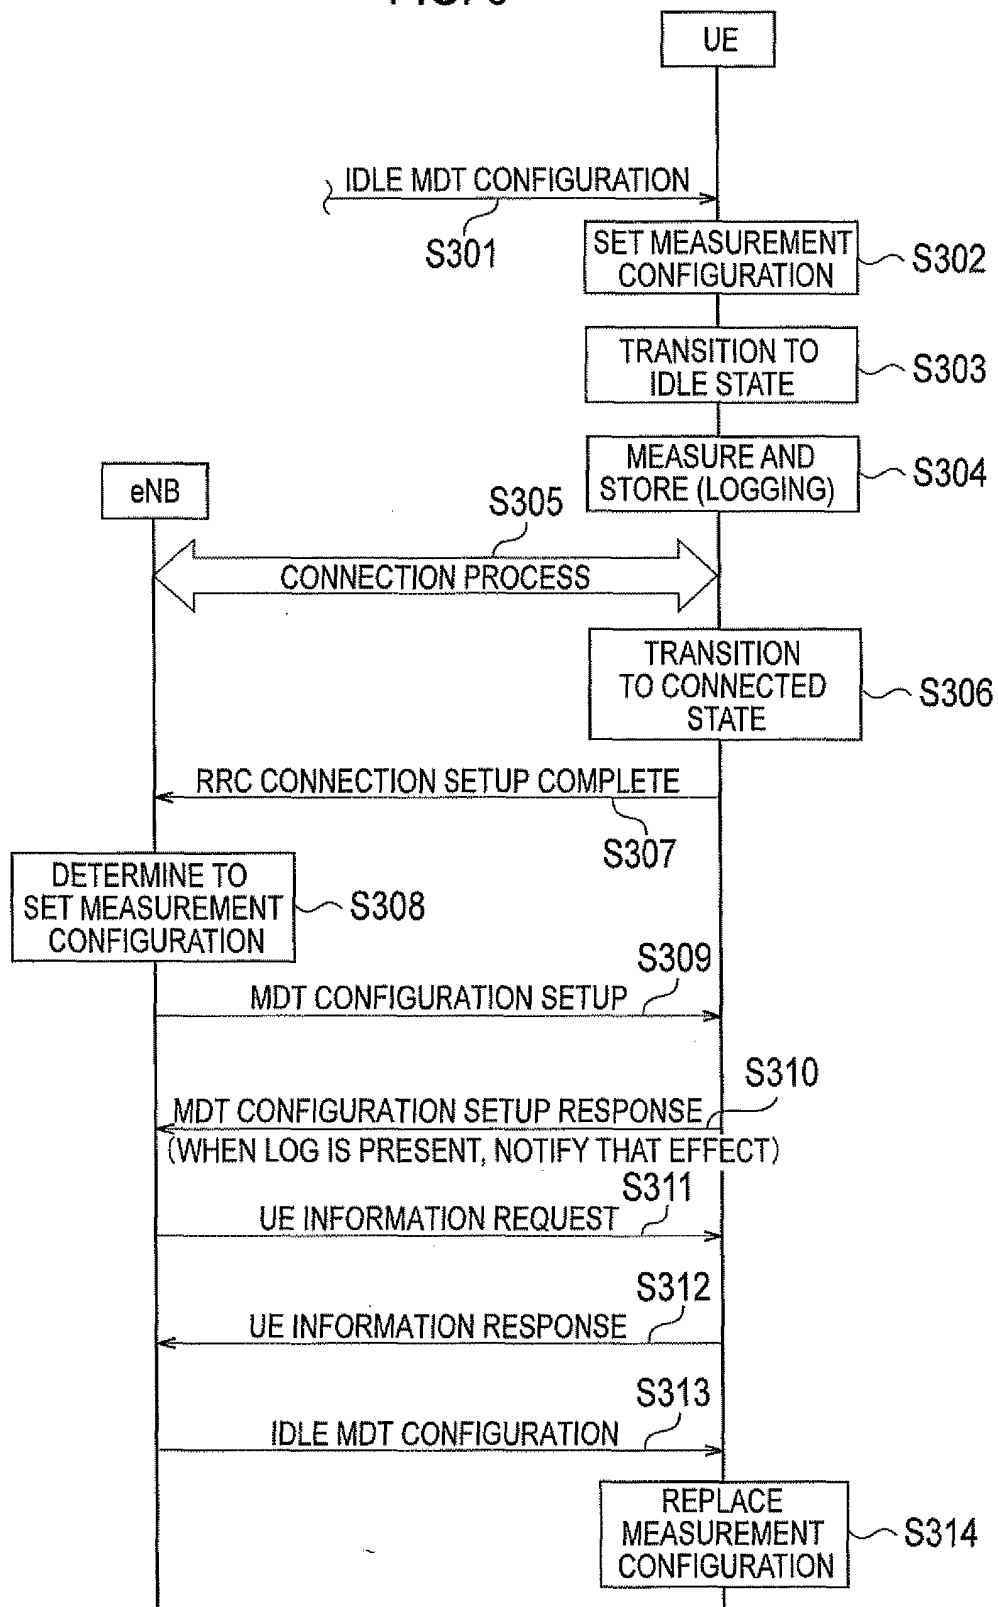 UE
IDLE MDT CONFIGURATION
S301
SET MEASUREMENT
CONFIGURATION
S302
TRANSITION TO
IDLE STATE
S303
MEASURE AND
STORE (LOGGING)
S304
eNB
S305
CONNECTION PROCESS
TRANSITION
TO CONNECTED
STATE
S306
RRC CONNECTION SETUP COMPLETE
S307
DETERMINE TO
SET MEASUREMENT
CONFIGURATION
S308
S309
MDT CONFIGURATION SETUP
S310
MDT CONFIGURATION SETUP RESPONSE
(WHEN LOG IS PRESENT, NOTIFY THAT EFFECT)
S311
UE INFORMATION REQUEST
S312
UE INFORMATION RESPONSE
S313
IDLE MDT CONFIGURATION
REPLACE
MEASUREMENT
CONFIGURATION
S314